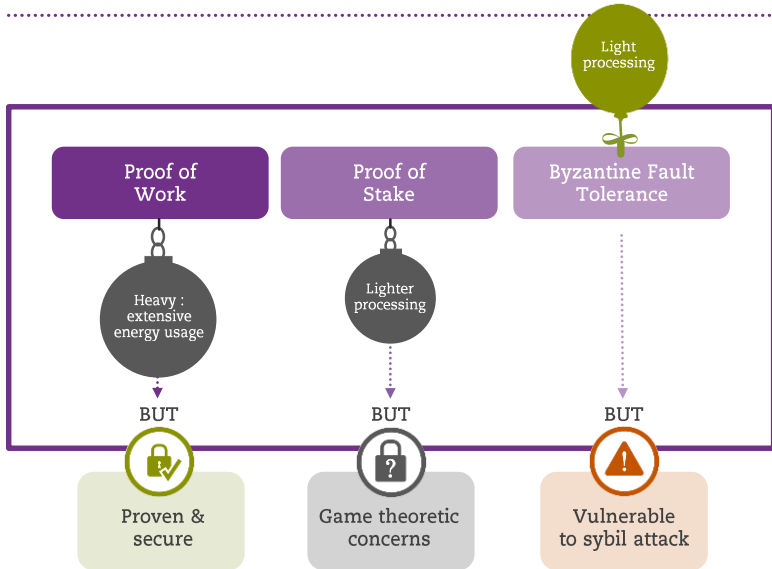 Light
processing
Proof of
Work
Proof of
Stake
Byzantine Fault
Tolerance
Heavy :
extensive
energy usage
Lighter
processing
BUT
BUT
BUT
?
!
Proven &
secure
Game theoretic
concerns
Vulnerable
to sybil attack